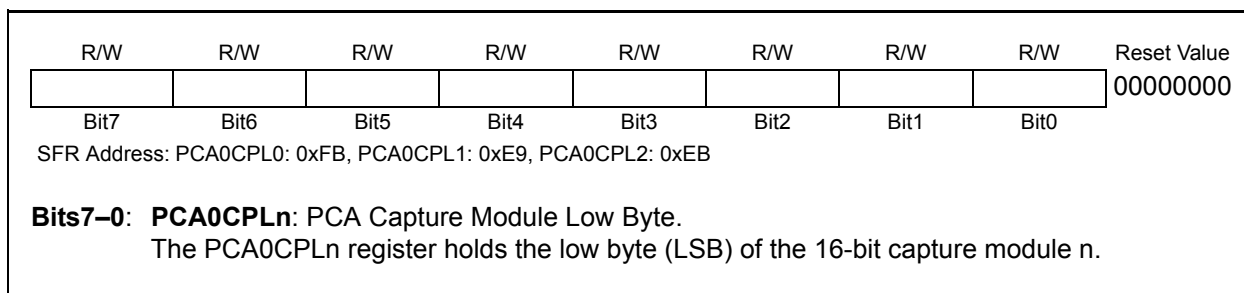 R/W R/W R/W R/W R/W R/W R/W R/W Reset Value
00000000
Bit7 Bit6 Bit5 Bit4 Bit3 Bit2 Bit1 Bit0
SFR Address: PCA0CPL0: 0xFB, PCA0CPL1: 0xE9, PCA0CPL2: 0xEB
Bits7–0: PCA0CPLn: PCA Capture Module Low Byte.
The PCA0CPLn register holds the low byte (LSB) of the 16-bit capture module n.